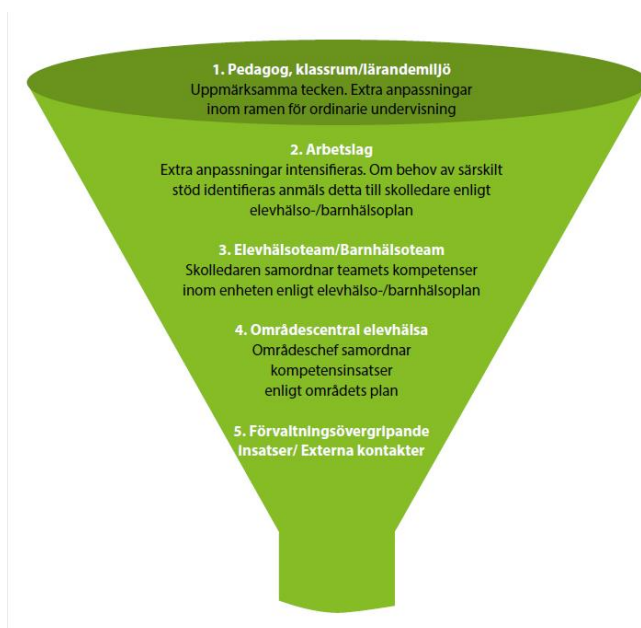 1. Pedagog, klassrum/lärandemiljö
Uppmärksamma tecken. Extra anpassningar
inom ramen för ordinarie undervisning
2. Arbetslag
Extra anpassningar intensifieras. Om behov av särskilt
stöd identifieras anmäls detta till skolledare enligt
elevhälso-/barnhälsoplan
3. Elevhälsoteam/Barnhälsoteam
Skolledaren samordnar teamets kompetenser
inom enheten enligt elevhälso-/barnhälsoplan
4. Områdescentral elevhälsa
Områdeschef samordnar
kompetensinsatser
enligt områdets plan
5. Förvaltningsövergripande
insatser/ Externa kontakter